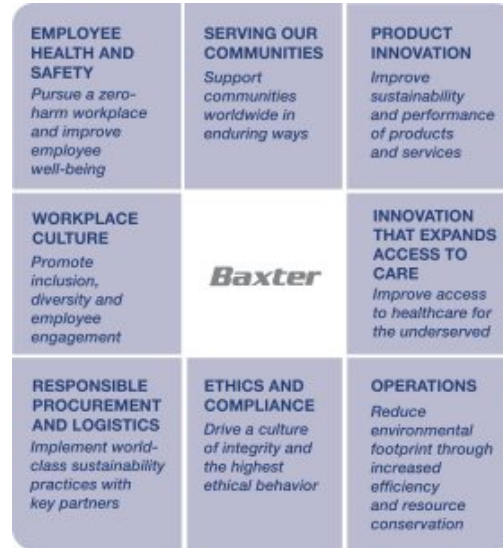 EMPLOYEE
HEALTH AND
SAFETY
Pursue a zero-
harm workplace
and improve
employee
well-being
SERVING OUR
COMMUNITIES
Support
communities
worldwide in
enduring ways
PRODUCT
INNOVATION
Improve
sustainability
and performance
of products
and services
WORKPLACE
CULTURE
Promote
inclusion,
diversity and
employee
engagement
Baxter
INNOVATION
THAT EXPANDS
ACCESS TO
CARE
Improve access
to healthcare for
the underserved
RESPONSIBLE
PROCUREMENT
AND LOGISTICS
Implement world-
class sustainability
practices with
key partners
ETHICS AND
COMPLIANCE
Drive a culture
of integrity and
the highest
ethical behavior
OPERATIONS
Reduce
environmental
footprint through
increased
efficiency
and resource
conservation